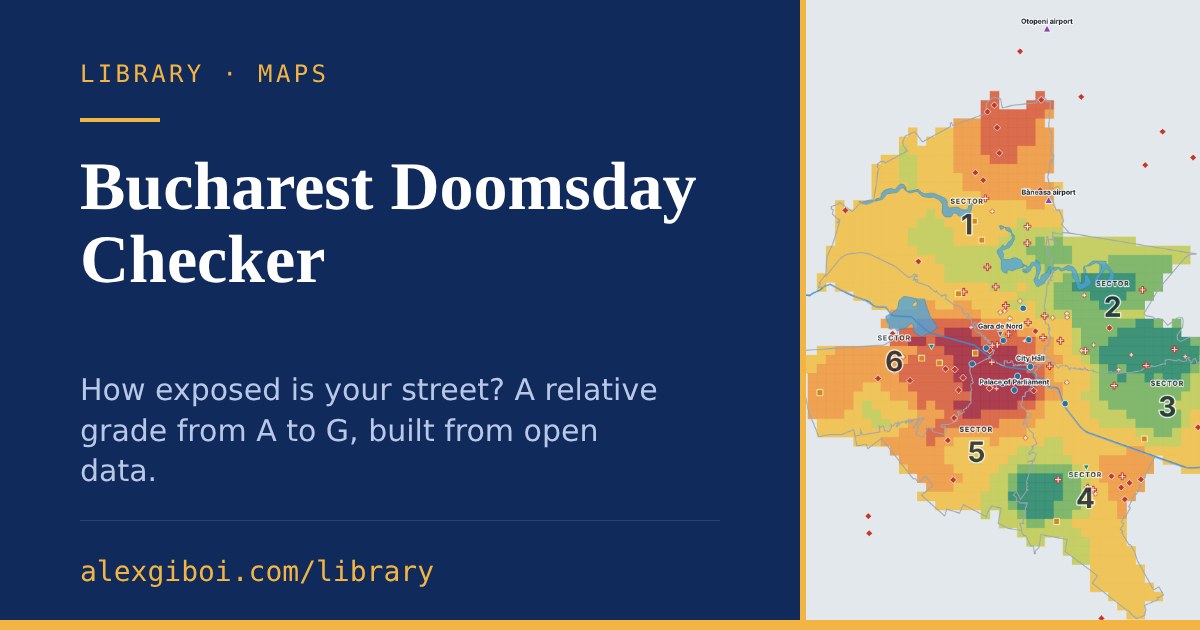 LIBRARY · MAPS
Bucharest Doomsday
Checker
How exposed is your street? A relative
grade from A to G, built from open
data.
alexgiboi.com/library
Otopeni airport
Băneasa airport
SECTOR
1
SECTOR
2
Gara de Nord
SECTOR
6
City Hall
Palace of Parliament
SECTOR
3
SECTOR
5
SECTOR
4